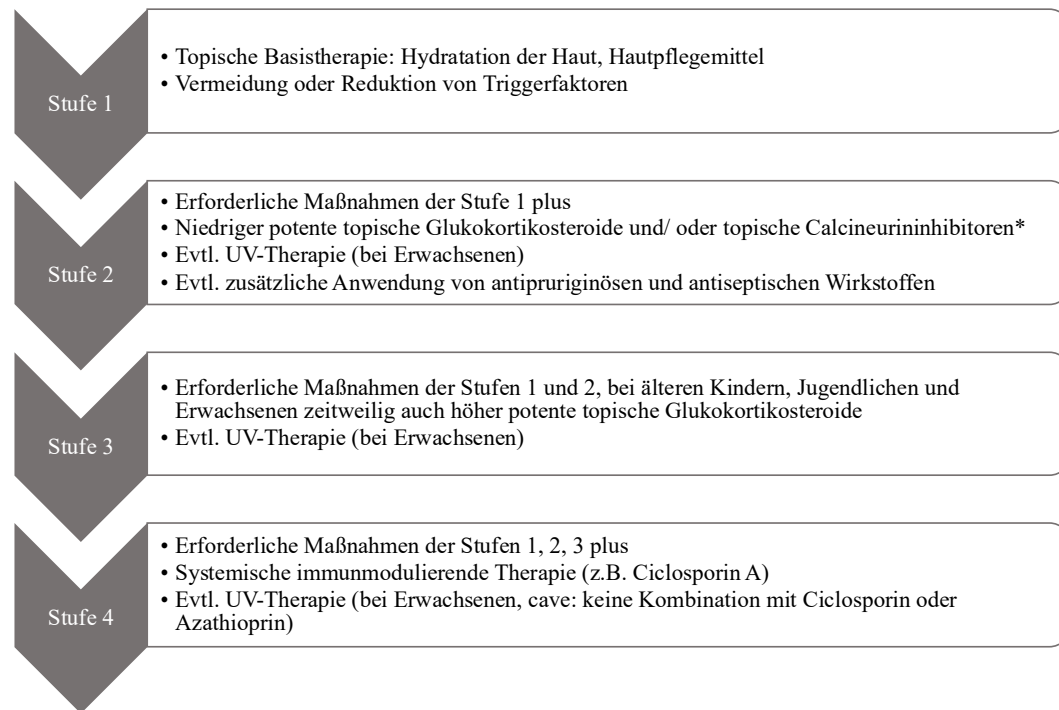 Stufe 1
• Topische Basistherapie: Hydratation der Haut, Hautpflegemittel
• Vermeidung oder Reduktion von Triggerfaktoren
Stufe 2
• Erforderliche Maßnahmen der Stufe 1 plus
• Niedriger potente topische Glukokortikosteroide und/ oder topische Calcineurininhibitoren*
• Evtl. UV-Therapie (bei Erwachsenen)
• Evtl. zusätzliche Anwendung von antipruriginösen und antiseptischen Wirkstoffen
Stufe 3
• Erforderliche Maßnahmen der Stufen 1 und 2, bei älteren Kindern, Jugendlichen und
Erwachsenen zeitweilig auch höher potente topische Glukokortikosteroide
• Evtl. UV-Therapie (bei Erwachsenen)
Stufe 4
• Erforderliche Maßnahmen der Stufen 1, 2, 3 plus
• Systemische immunmodulierende Therapie (z.B. Ciclosporin A)
• Evtl. UV-Therapie (bei Erwachsenen, cave: keine Kombination mit Ciclosporin oder
Azathioprin)